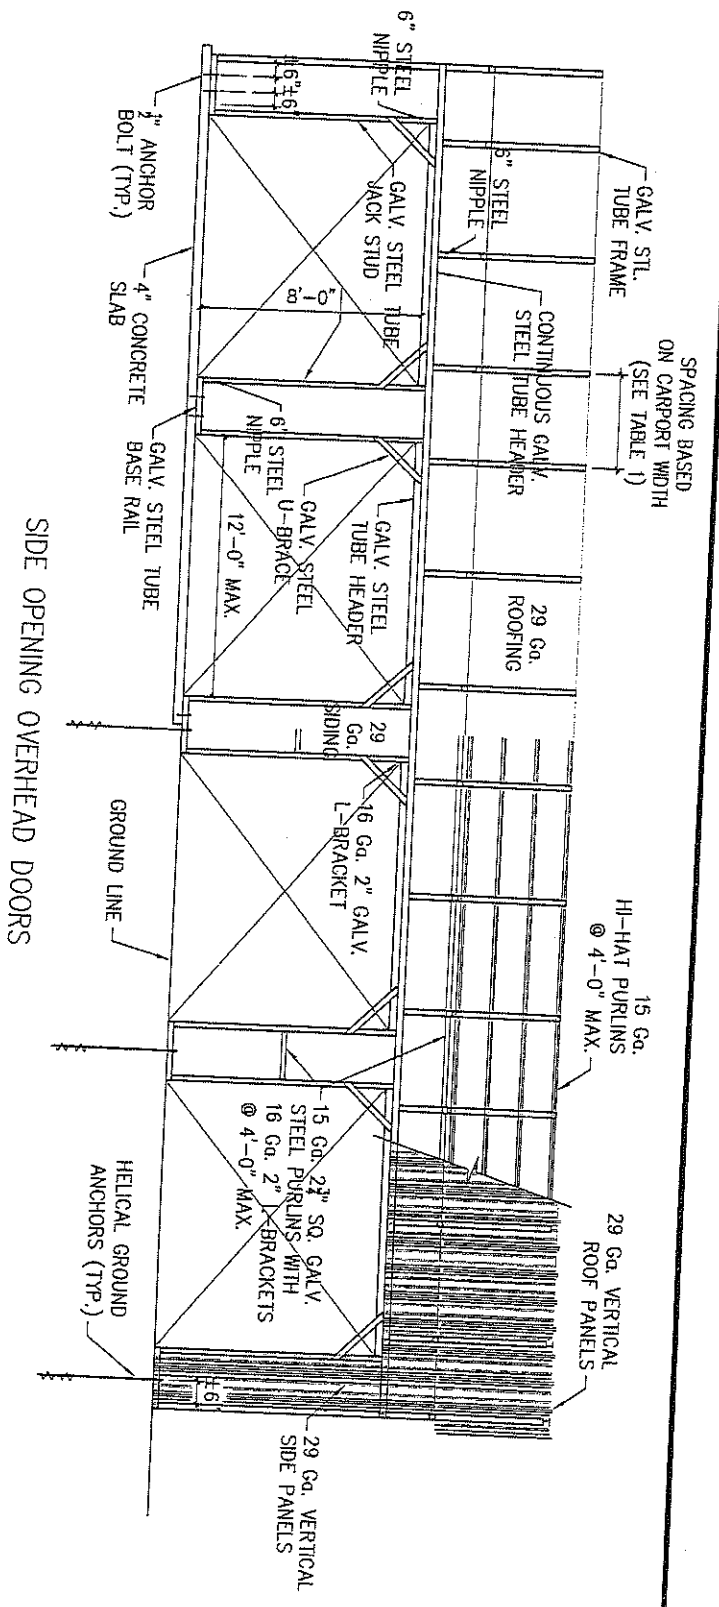 SPACING BASED
ON CARPORT WIDTH
(SEE TABLE 1)
GALV. STL.
TUBE FRAME
6" STEEL
NIPPLE
6" STEEL
NIPPLE
CONTINUOUS GALV.
STEEL TUBE HEADER
29 Ga.
ROOFING
15 Ga.
HI-HAT PURLINS
@ 4'-0" MAX.
29 Ga. VERTICAL
ROOF PANELS
GALV. STEEL TUBE
JACK STUD
8'-0"
GALV. STEEL
TUBE HEADER
GALV. STEEL
U-BRACE
6" STEEL
NIPPLE
12'-0" MAX.
29
Ga.
SIDING
16 Ga. 2" GALV.
L-BRACKET
15 Ga. 2¼" SQ. GALV.
STEEL PURLINS WITH
16 Ga. 2" L-BRACKETS
@ 4'-0" MAX.
29 Ga. VERTICAL
SIDE PANELS
±6"
±6
±6
½" ANCHOR
BOLT (TYP.)
4" CONCRETE
SLAB
GALV. STEEL TUBE
BASE RAIL
GROUND LINE
HELICAL GROUND
ANCHORS (TYP.)
SIDE OPENING OVERHEAD DOORS